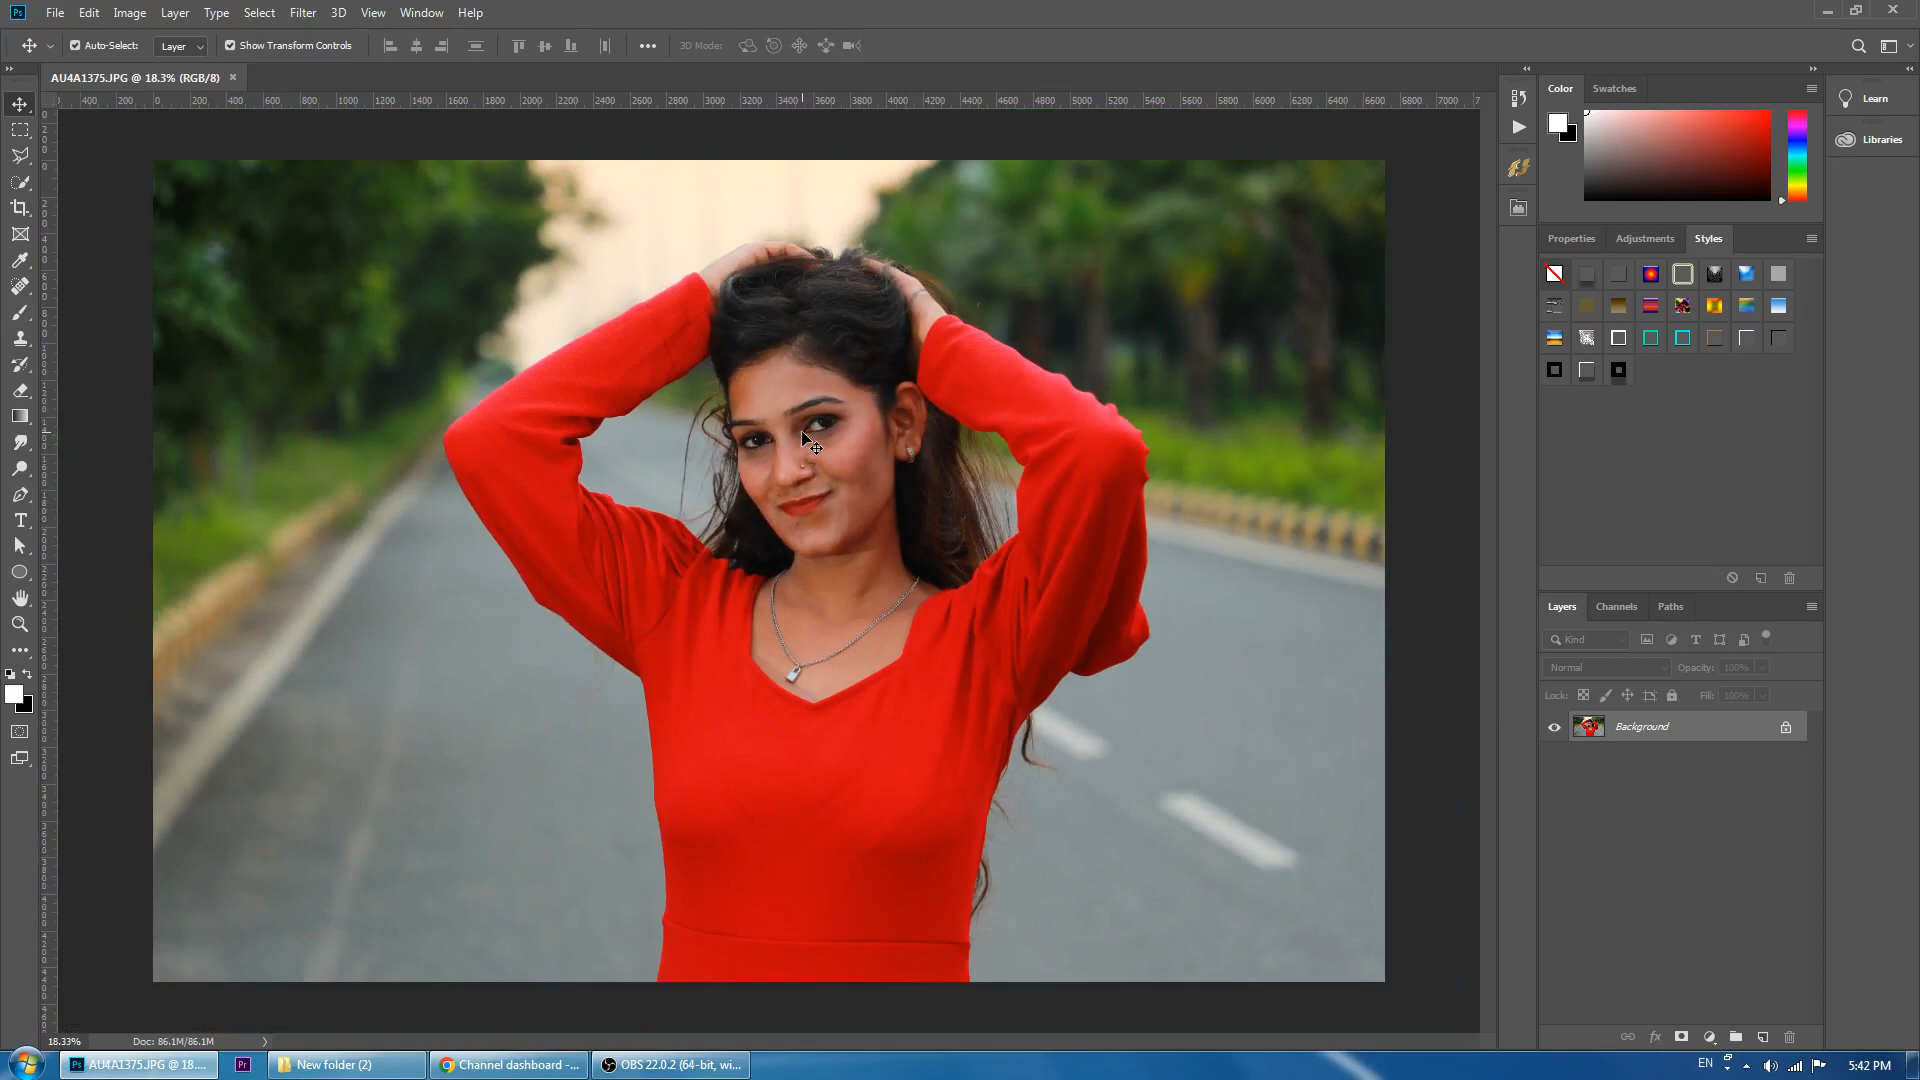 Ps File Edit Image Layer Type Select Filter 3D View Window Help
Auto-Select: Layer Show Transform Controls 3D Mode:
AU4A1375.JPG @ 18.3% (RGB/8) ×
400 200 0 200 400 600 800 1000 1200 1400 1600 1800 2000 2200 2400 2600 2800 3000 3200 3400 3600 3800 4000 4200 4400 4600 4800 5000 5200 5400 5600 5800 6000 6200 6400 6600 6800 7000 7
Color Swatches
Learn
Libraries
Properties Adjustments Styles
Layers Channels Paths
Kind
Normal Opacity: 100%
Lock: Fill: 100%
Background
fx
18.33% Doc: 86.1M/86.1M
Ps AU4A1375.JPG @ 18.... Pr New folder (2) Channel dashboard -... OBS 22.0.2 (64-bit, wi... EN 5:42 PM